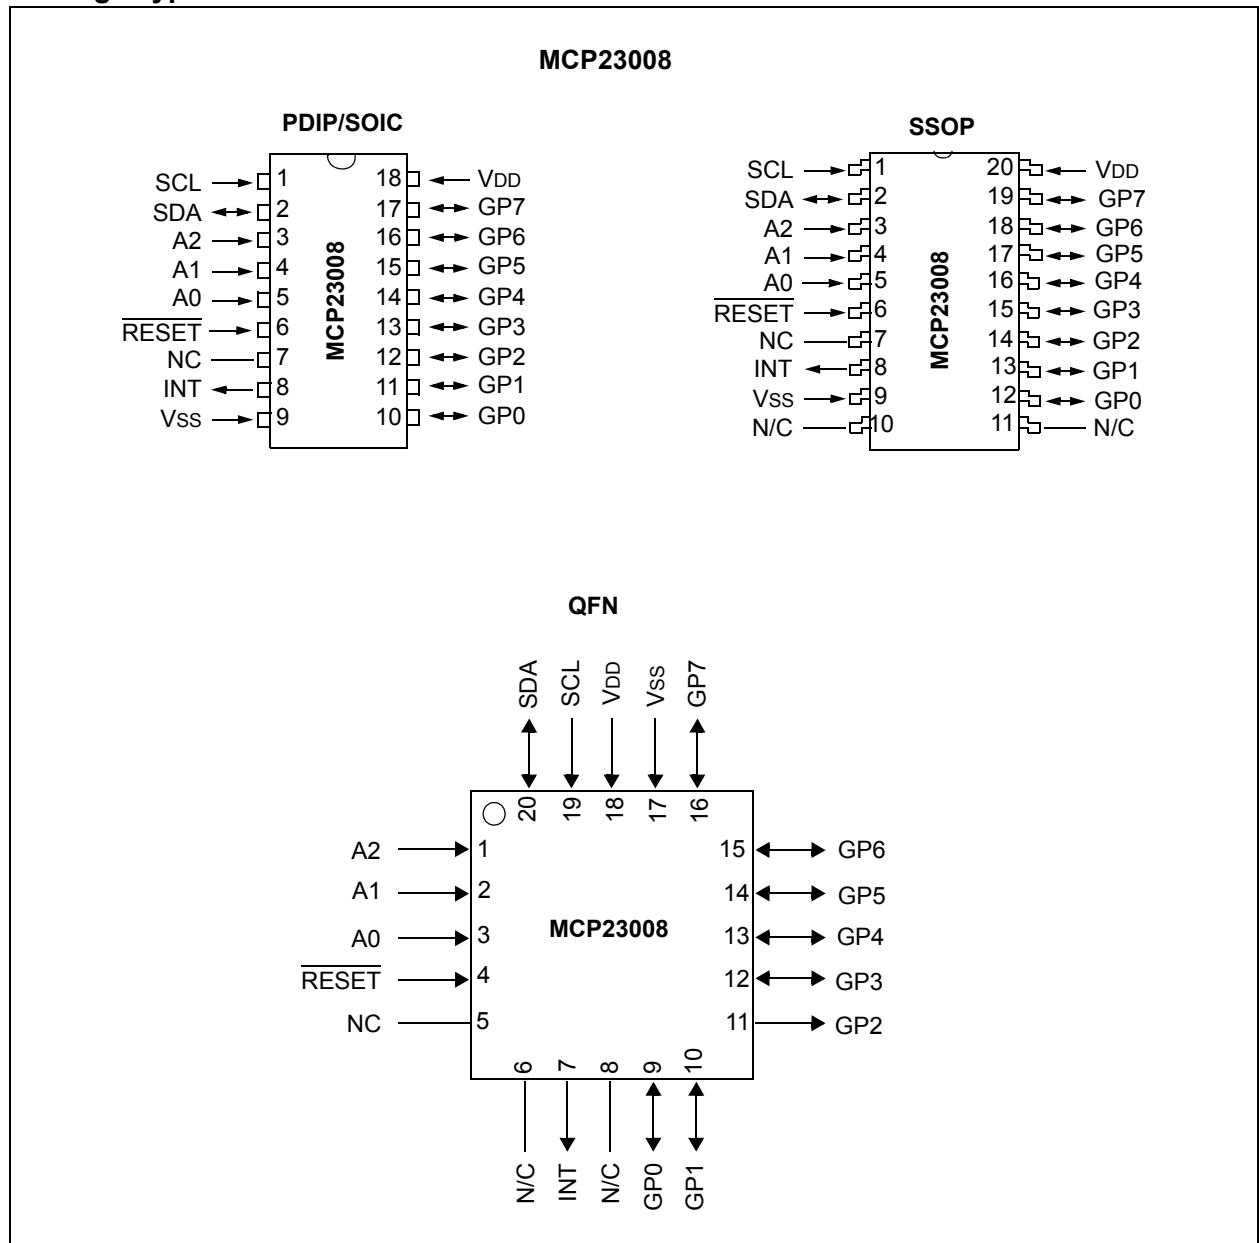 MCP23008
PDIP/SOIC
SCL 1 18 VDD
SDA 2 17 GP7
A2 3 16 GP6
A1 4 15 GP5
A0 5 14 GP4
RESET 6 13 GP3
NC 7 12 GP2
INT 8 11 GP1
VSS 9 10 GP0
MCP23008
SSOP
SCL 1 20 VDD
SDA 2 19 GP7
A2 3 18 GP6
A1 4 17 GP5
A0 5 16 GP4
RESET 6 15 GP3
NC 7 14 GP2
INT 8 13 GP1
VSS 9 12 GP0
N/C 10 11 N/C
MCP23008
QFN
SDA SCL VDD VSS GP7
20 19 18 17 16
A2 1 15 GP6
A1 2 14 GP5
A0 3 MCP23008 13 GP4
RESET 4 12 GP3
NC 5 11 GP2
6 7 8 9 10
N/C INT N/C GP0 GP1